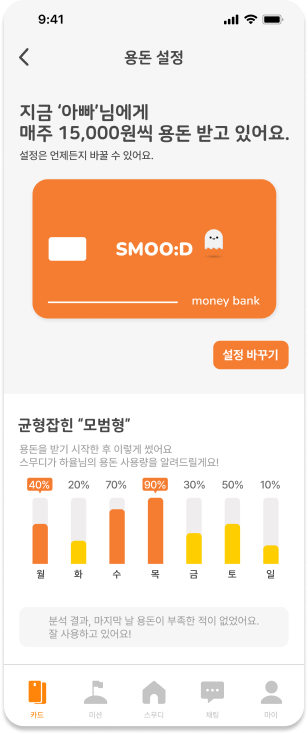 9:41
용돈 설정
지금 ‘아빠’님에게
매주 15,000원씩 용돈 받고 있어요.
설정은 언제든지 바꿀 수 있어요.
SMOO:D
money bank
설정 바꾸기
균형잡힌 “모범형”
용돈을 받기 시작한 후 이렇게 썼어요
스무디가 하율님의 용돈 사용량을 알려드릴게요!
40% 20% 70% 90% 30% 50% 10%
월 화 수 목 금 토 일
분석 결과, 마지막 날 용돈이 부족한 적이 없었어요.
잘 사용하고 있어요!
카드 미션 스무디 채팅 마이